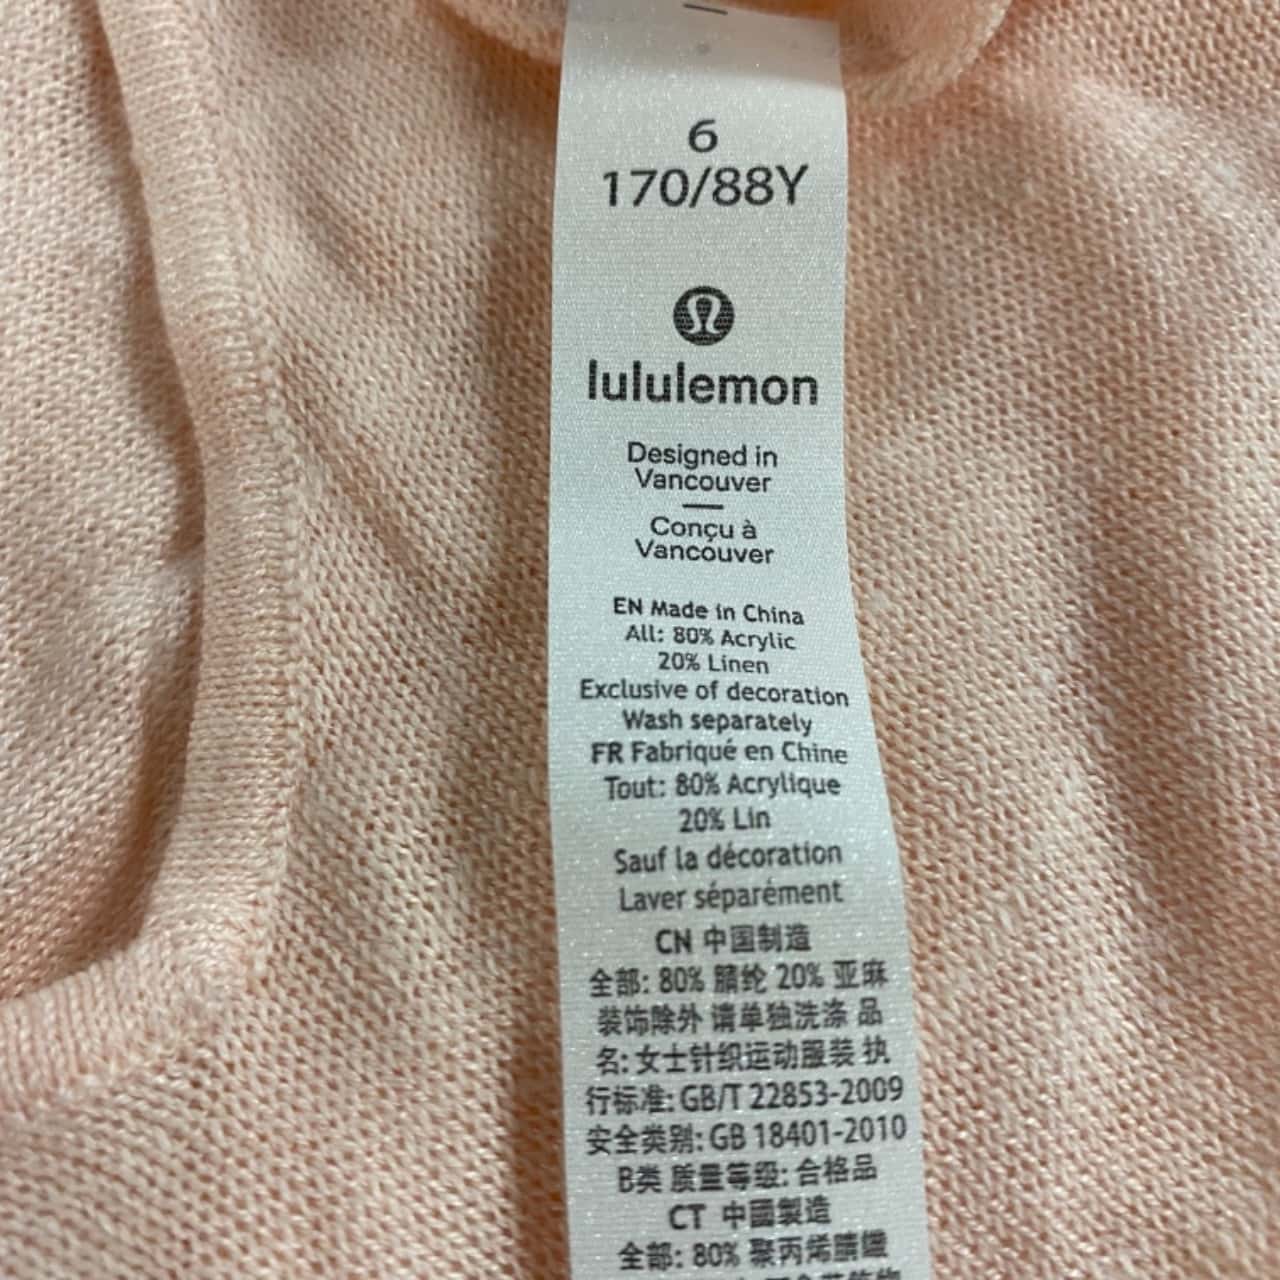 6
170/88Y
lululemon
Designed in
Vancouver
Conçu à
Vancouver
EN Made in China
All: 80% Acrylic
20% Linen
Exclusive of decoration
Wash separately
FR Fabriqué en Chine
Tout: 80% Acrylique
20% Lin
Sauf la décoration
Laver séparément
CN 中国制造
全部: 80% 腈纶 20% 亚麻
装饰除外 请单独洗涤 品
名: 女士针织运动服装 执
行标准: GB/T 22853-2009
安全类别: GB 18401-2010
B类 质量等级: 合格品
CT 中國製造
全部: 80% 聚丙烯腈纖